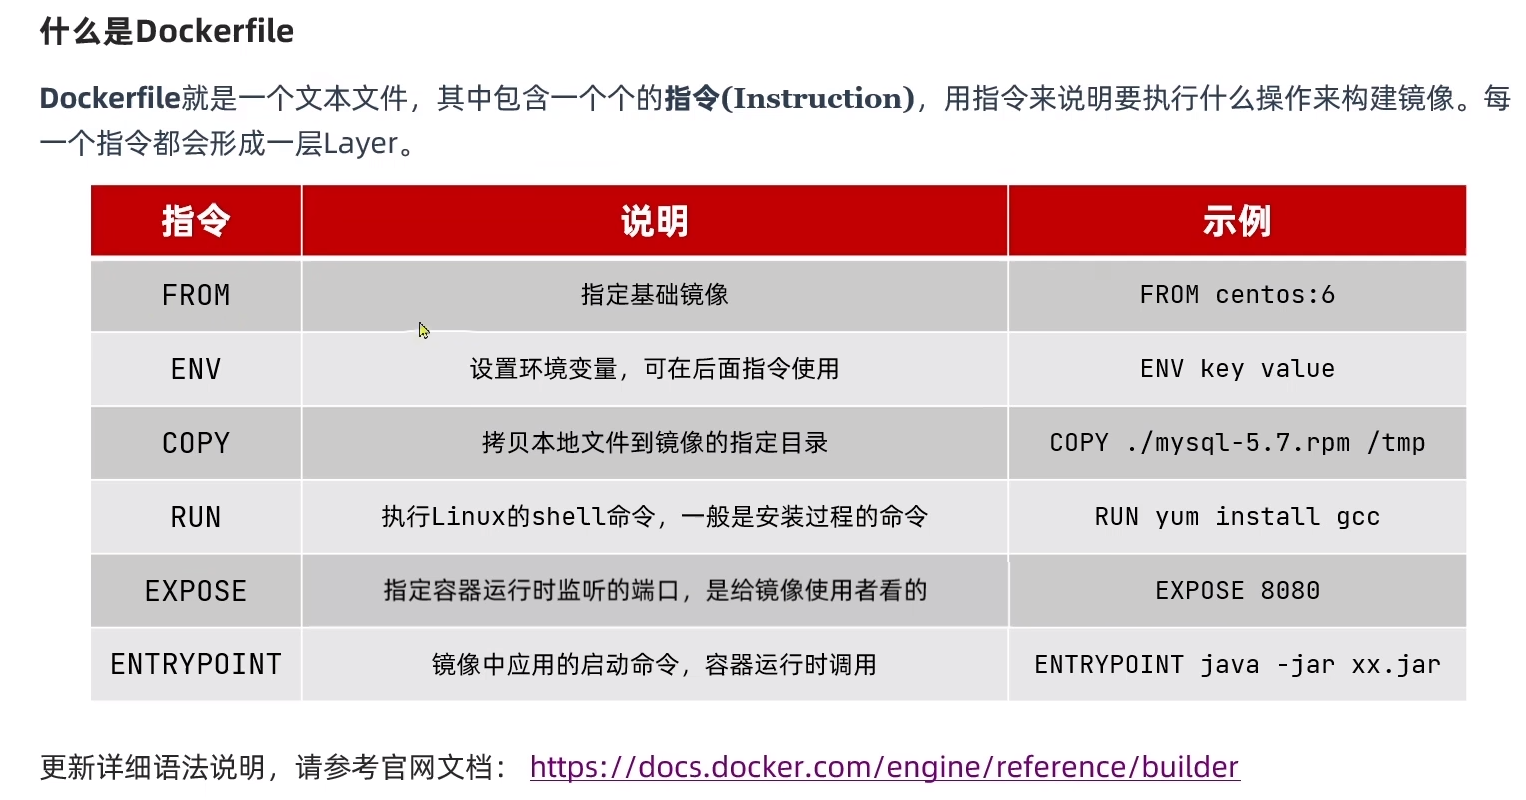 什么是Dockerfile
Dockerfile就是一个文本文件，其中包含一个个的指令(Instruction)，用指令来说明要执行什么操作来构建镜像。每
一个指令都会形成一层Layer。
指令 说明 示例
FROM 指定基础镜像 FROM centos:6
ENV 设置环境变量，可在后面指令使用 ENV key value
COPY 拷贝本地文件到镜像的指定目录 COPY ./mysql-5.7.rpm /tmp
RUN 执行Linux的shell命令，一般是安装过程的命令 RUN yum install gcc
EXPOSE 指定容器运行时监听的端口，是给镜像使用者看的 EXPOSE 8080
ENTRYPOINT 镜像中应用的启动命令，容器运行时调用 ENTRYPOINT java -jar xx.jar
更新详细语法说明，请参考官网文档： https://docs.docker.com/engine/reference/builder